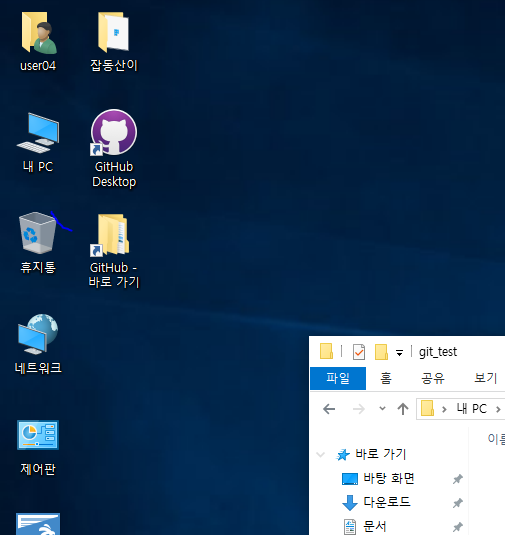 user04
잡동산이
내 PC
GitHub
Desktop
휴지통
GitHub -
바로 가기
네트워크
제어판
git_test
파일
홈
공유
보기
내 PC
바로 가기
바탕 화면
다운로드
문서